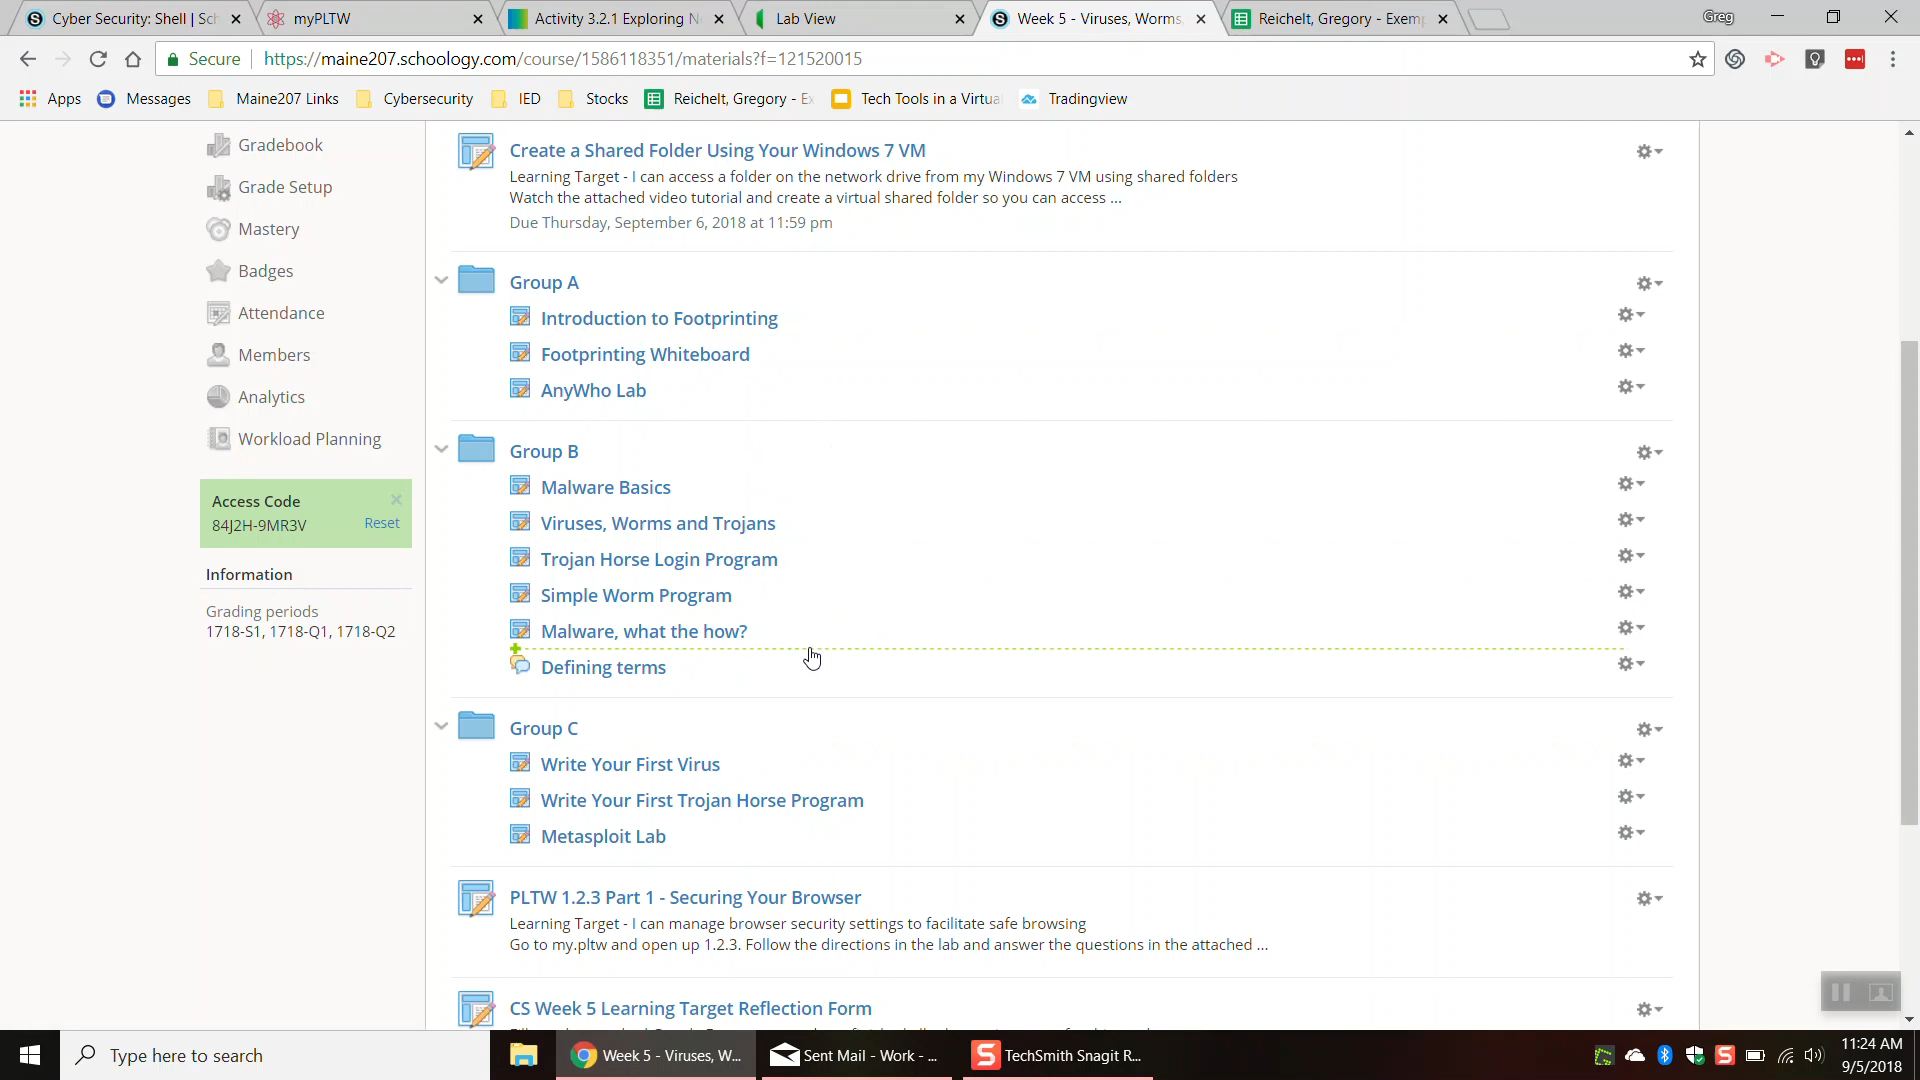 Cyber Security: Shell | Sch
myPLTW
Activity 3.2.1 Exploring N
Lab View
Week 5 - Viruses, Worms,
Reichelt, Gregory - Exemp
Greg
Secure https://maine207.schoology.com/course/1586118351/materials?f=121520015
Apps Messages Maine207 Links Cybersecurity IED Stocks Reichelt, Gregory - Ex Tech Tools in a Virtua Tradingview
Gradebook
Grade Setup
Mastery
Badges
Attendance
Members
Analytics
Workload Planning
Access Code
84J2H-9MR3V Reset
Information
Grading periods
1718-S1, 1718-Q1, 1718-Q2
Create a Shared Folder Using Your Windows 7 VM
Learning Target - I can access a folder on the network drive from my Windows 7 VM using shared folders
Watch the attached video tutorial and create a virtual shared folder so you can access ...
Due Thursday, September 6, 2018 at 11:59 pm
Group A
Introduction to Footprinting
Footprinting Whiteboard
AnyWho Lab
Group B
Malware Basics
Viruses, Worms and Trojans
Trojan Horse Login Program
Simple Worm Program
Malware, what the how?
Defining terms
Group C
Write Your First Virus
Write Your First Trojan Horse Program
Metasploit Lab
PLTW 1.2.3 Part 1 - Securing Your Browser
Learning Target - I can manage browser security settings to facilitate safe browsing
Go to my.pltw and open up 1.2.3. Follow the directions in the lab and answer the questions in the attached ...
CS Week 5 Learning Target Reflection Form
Type here to search
Week 5 - Viruses, W...
Sent Mail - Work - ...
TechSmith Snagit R...
11:24 AM
9/5/2018